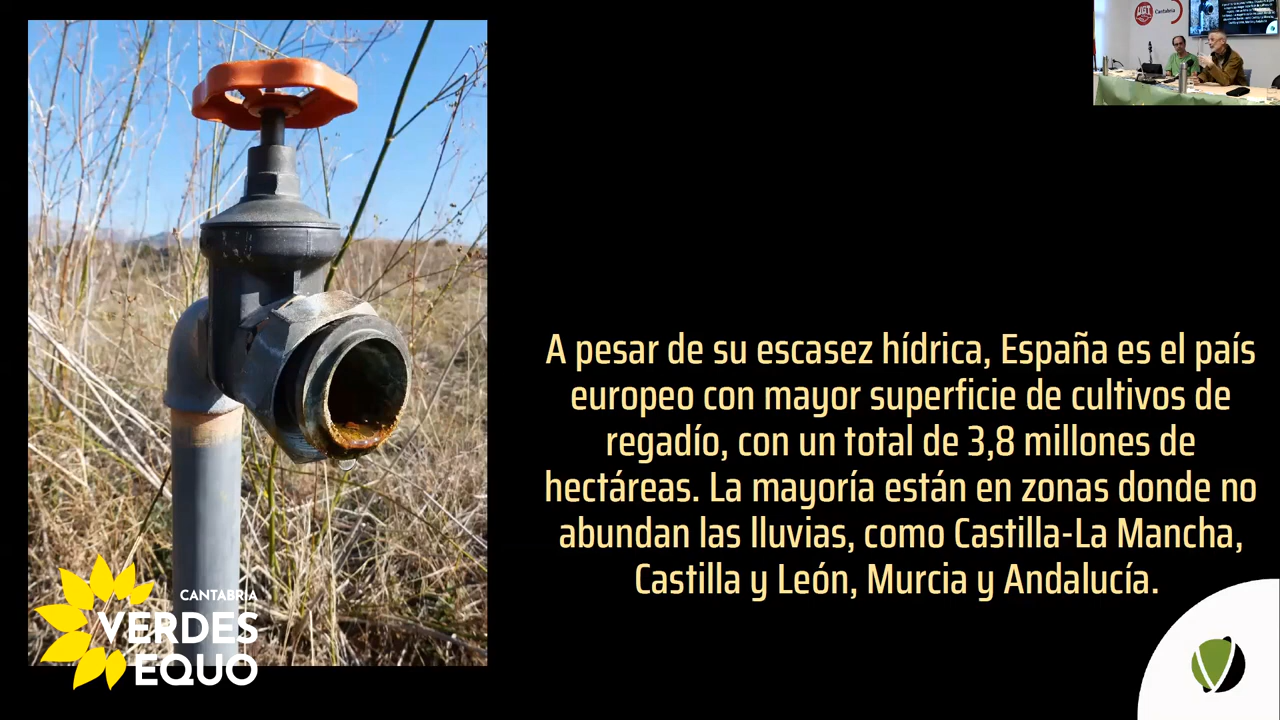 UGT Cantabria
A pesar de su escasez hídrica, España es el país
europeo con mayor superficie de cultivos de
regadío, con un total de 3,8 millones de
hectáreas. La mayoría están en zonas donde no
abundan las lluvias, como Castilla-La Mancha,
Castilla y León, Murcia y Andalucía.
CANTABRIA
VERDES
EQUO